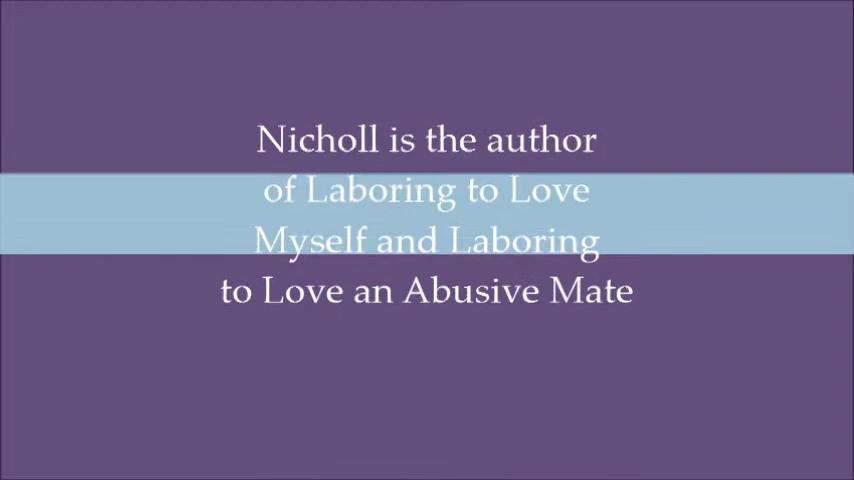 Nicholl is the author
of Laboring to Love
Myself and Laboring
to Love an Abusive Mate